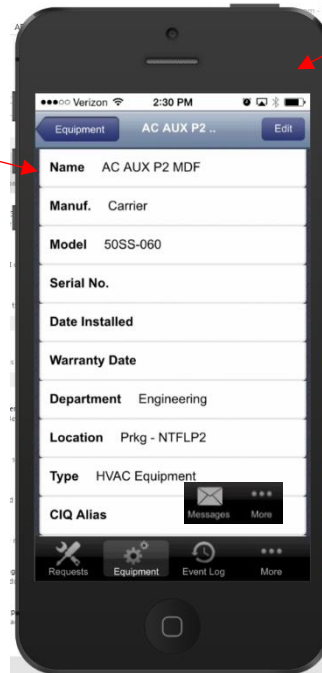 Verizon 2:30 PM
Equipment AC AUX P2 .. Edit
Name AC AUX P2 MDF
Manuf. Carrier
Model 50SS-060
Serial No.
Date Installed
Warranty Date
Department Engineering
Location Prkg - NTFLP2
Type HVAC Equipment
CIQ Alias
Messages More
Requests Equipment Event Log More